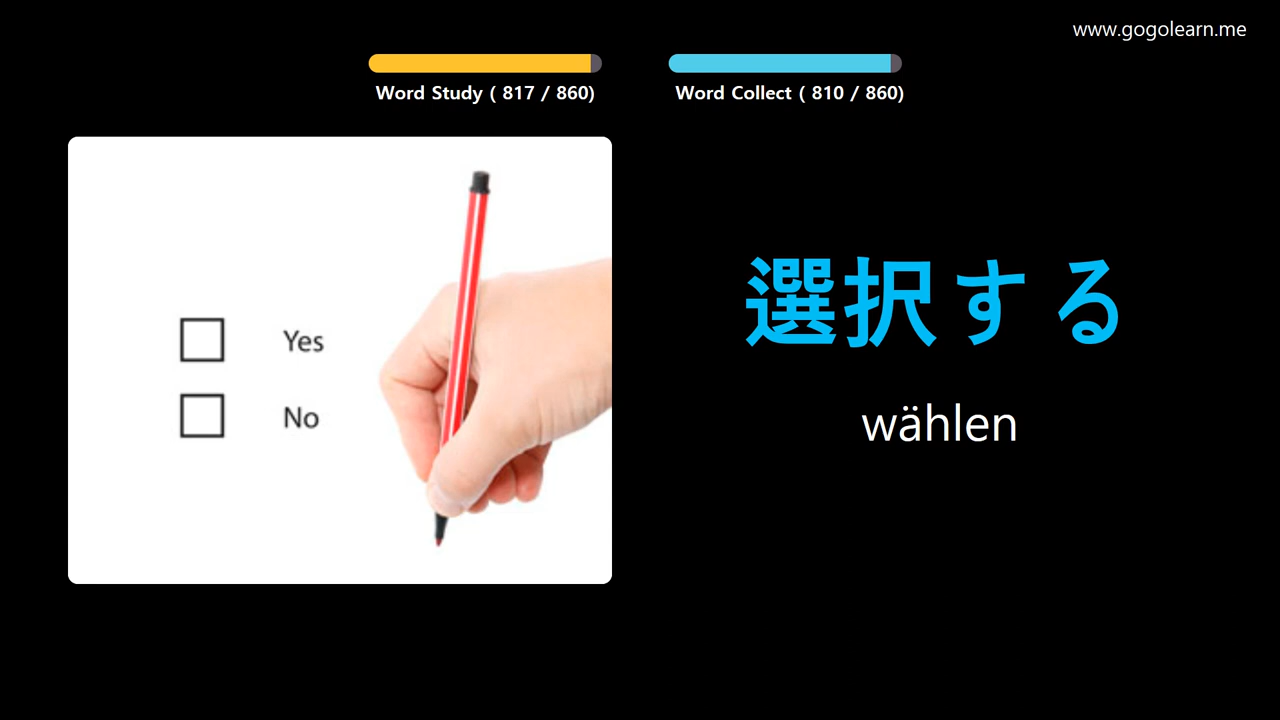 www.gogolearn.me
Word Study ( 817 / 860)
Word Collect ( 810 / 860)
Yes
No
選択する
wählen